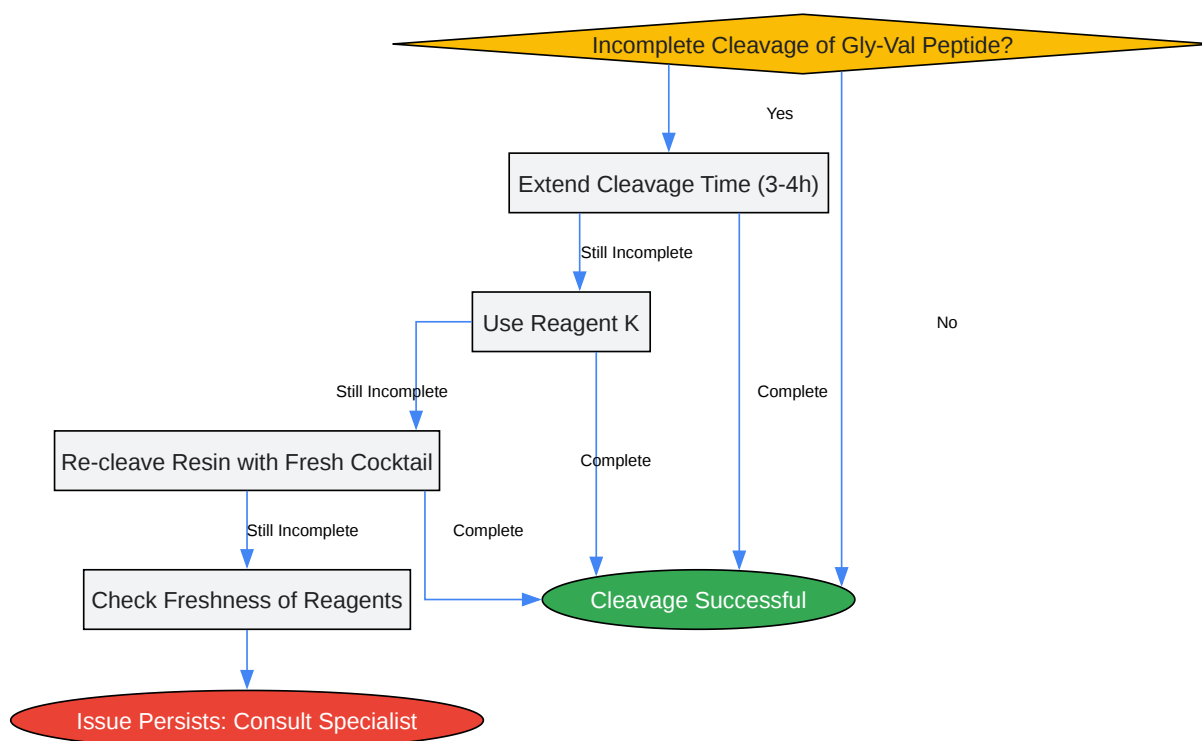 Incomplete Cleavage of Gly-Val Peptide?
Yes
Extend Cleavage Time (3-4h)
Still Incomplete
Use Reagent K
No
Still Incomplete
Complete
Re-cleave Resin with Fresh Cocktail
Complete
Still Incomplete
Complete
Check Freshness of Reagents
Cleavage Successful
Issue Persists: Consult Specialist